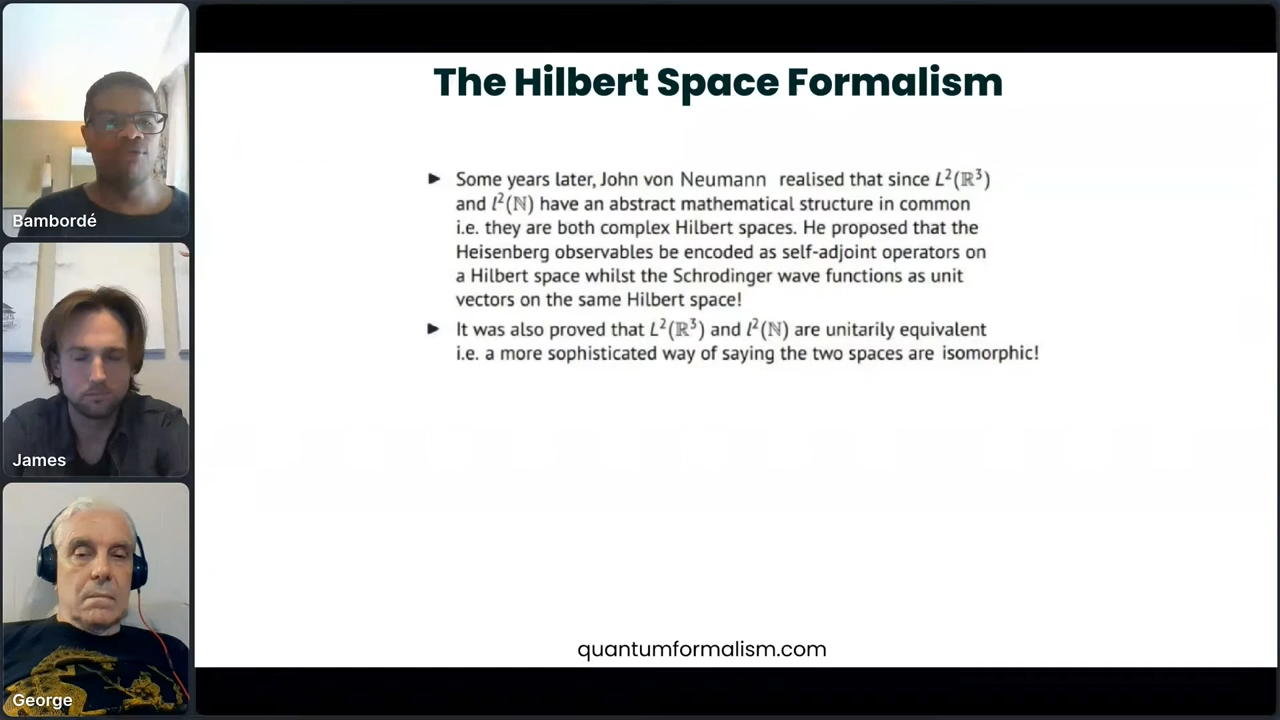 The Hilbert Space Formalism
Some years later, John von Neumann realised that since L²(ℝ³)
and l²(ℕ) have an abstract mathematical structure in common
i.e. they are both complex Hilbert spaces. He proposed that the
Heisenberg observables be encoded as self-adjoint operators on
a Hilbert space whilst the Schrodinger wave functions as unit
vectors on the same Hilbert space!
It was also proved that L²(ℝ³) and l²(ℕ) are unitarily equivalent
i.e. a more sophisticated way of saying the two spaces are isomorphic!
quantumformalism.com
Bambordé
James
George